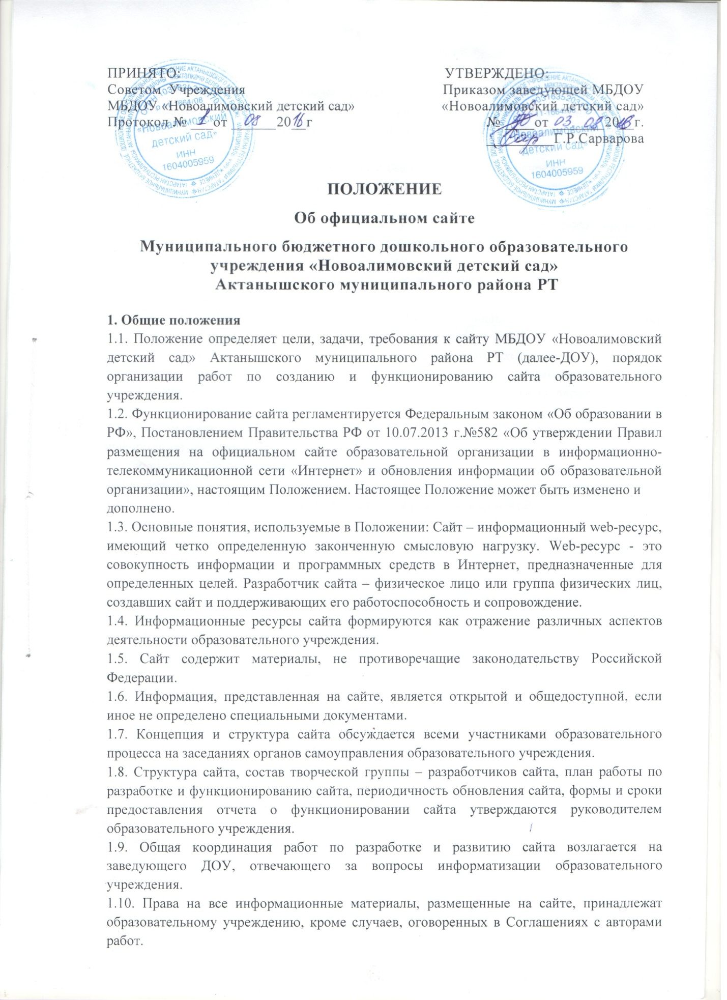 ПРИНЯТО: УТВЕРЖДЕНО:
Советом Учреждения Приказом заведующей МБДОУ
МБДОУ «Новоалимовский детский сад» «Новоалимовский детский сад»
Протокол № 1 от 08 2016г № от 03 08 2016 г.
Г.Р.Сарварова
«Новоалимовский
детский сад»
ИНН
1604005959
«Новоалимовский
детский сад»
ИНН
1604005959
ПОЛОЖЕНИЕ
Об официальном сайте
Муниципального бюджетного дошкольного образовательного
учреждения «Новоалимовский детский сад»
Актанышского муниципального района РТ
1. Общие положения
1.1. Положение определяет цели, задачи, требования к сайту МБДОУ «Новоалимовский
детский сад» Актанышского муниципального района РТ (далее-ДОУ), порядок
организации работ по созданию и функционированию сайта образовательного
учреждения.
1.2. Функционирование сайта регламентируется Федеральным законом «Об образовании в
РФ», Постановлением Правительства РФ от 10.07.2013 г.№582 «Об утверждении Правил
размещения на официальном сайте образовательной организации в информационно-
телекоммуникационной сети «Интернет» и обновления информации об образовательной
организации», настоящим Положением. Настоящее Положение может быть изменено и
дополнено.
1.3. Основные понятия, используемые в Положении: Сайт – информационный web-ресурс,
имеющий четко определенную законченную смысловую нагрузку. Web-ресурс - это
совокупность информации и программных средств в Интернет, предназначенные для
определенных целей. Разработчик сайта – физическое лицо или группа физических лиц,
создавших сайт и поддерживающих его работоспособность и сопровождение.
1.4. Информационные ресурсы сайта формируются как отражение различных аспектов
деятельности образовательного учреждения.
1.5. Сайт содержит материалы, не противоречащие законодательству Российской
Федерации.
1.6. Информация, представленная на сайте, является открытой и общедоступной, если
иное не определено специальными документами.
1.7. Концепция и структура сайта обсуждается всеми участниками образовательного
процесса на заседаниях органов самоуправления образовательного учреждения.
1.8. Структура сайта, состав творческой группы – разработчиков сайта, план работы по
разработке и функционированию сайта, периодичность обновления сайта, формы и сроки
предоставления отчета о функционировании сайта утверждаются руководителем
образовательного учреждения.
1.9. Общая координация работ по разработке и развитию сайта возлагается на
заведующего ДОУ, отвечающего за вопросы информатизации образовательного
учреждения.
1.10. Права на все информационные материалы, размещенные на сайте, принадлежат
образовательному учреждению, кроме случаев, оговоренных в Соглашениях с авторами
работ.